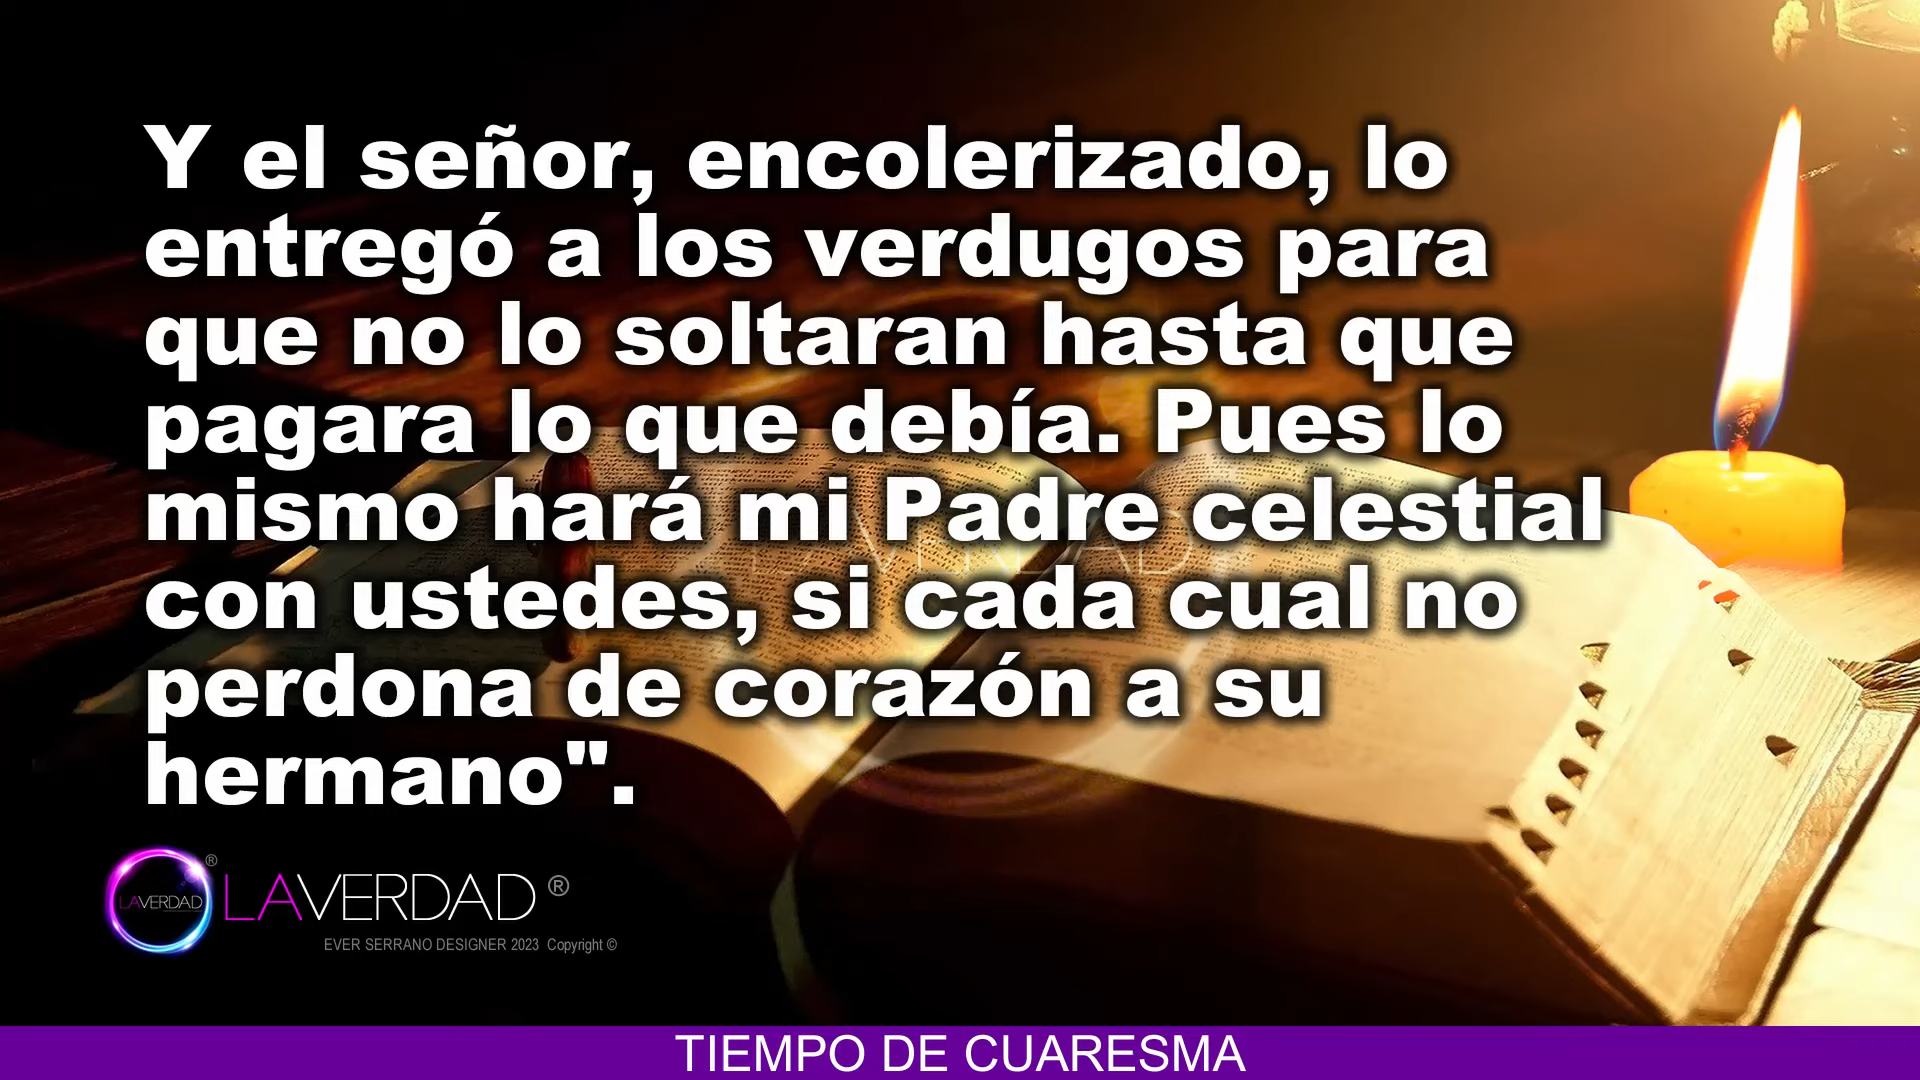 Y el señor, encolerizado, lo
entregó a los verdugos para
que no lo soltaran hasta que
pagara lo que debía. Pues lo
mismo hará mi Padre celestial
con ustedes, si cada cual no
perdona de corazón a su
hermano".
LAVERDAD ®
LAVERDAD ®
EVER SERRANO DESIGNER 2023 Copyright ©
LA VERDAD
TIEMPO DE CUARESMA